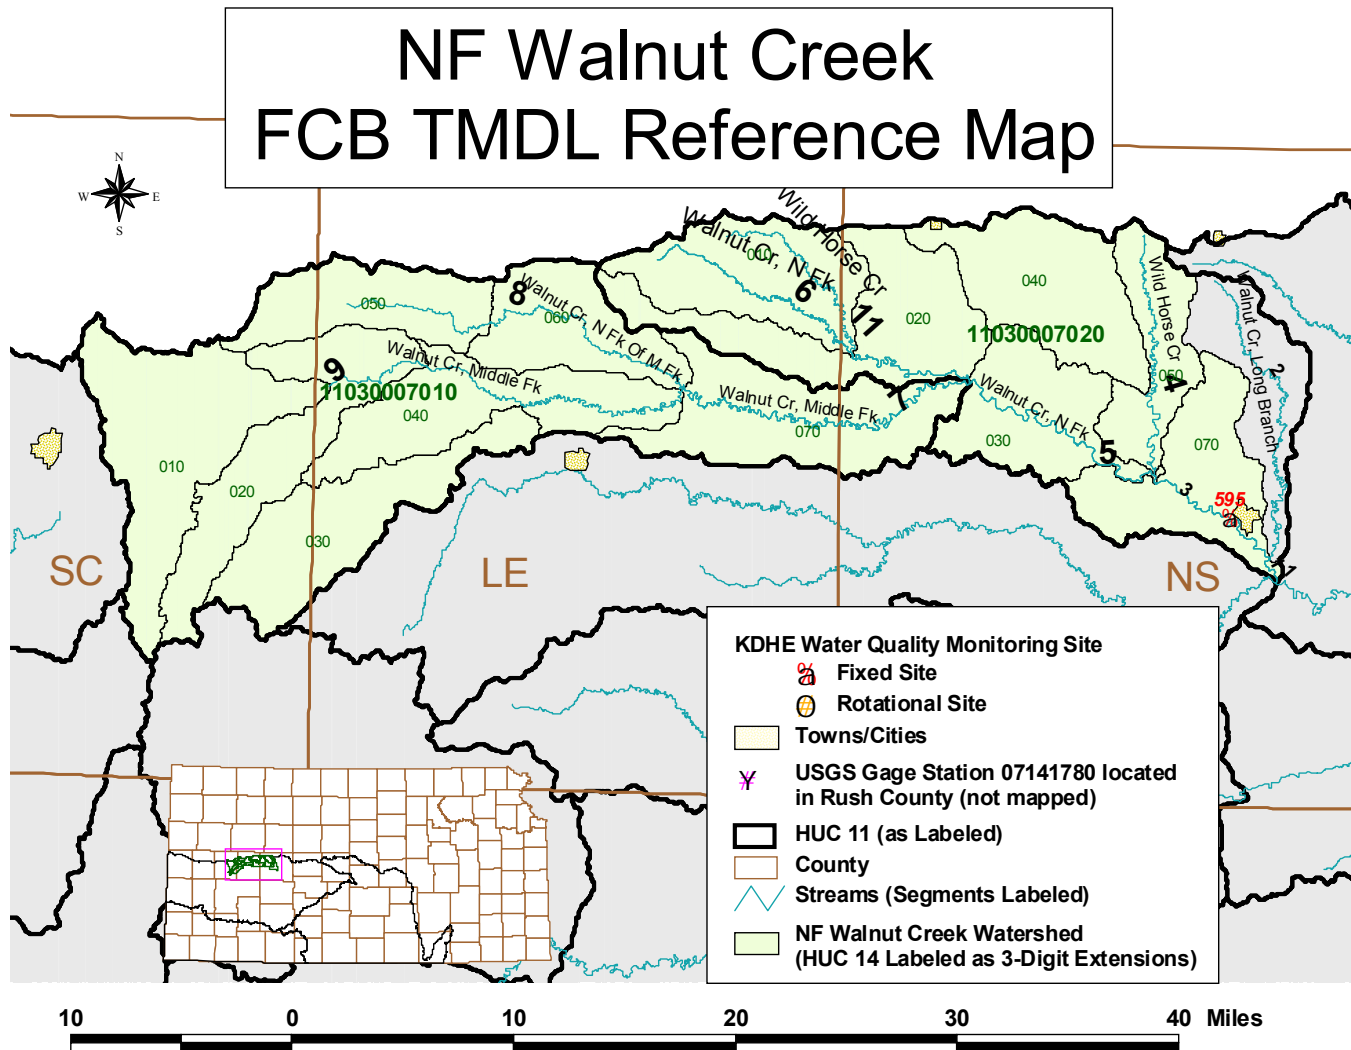 NF Walnut Creek
FCB TMDL Reference Map
N
W
E
S
Wild Horse Cr
Walnut Cr, N Fk
010
6
11
020
040
11030007020
Wild Horse Cr
050
4
Walnut Cr, Long Branch
2
070
050
8
Walnut Cr, N Fk Of M Fk
060
9
Walnut Cr, Middle Fk
11030007010
040
Walnut Cr, Middle Fk
7
070
Walnut Cr, N Fk
030
5
3
595
1
010
020
030
SC
LE
NS
KDHE Water Quality Monitoring Site
Fixed Site
Rotational Site
Towns/Cities
USGS Gage Station 07141780 located
in Rush County (not mapped)
HUC 11 (as Labeled)
County
Streams (Segments Labeled)
NF Walnut Creek Watershed
(HUC 14 Labeled as 3-Digit Extensions)
10 0 10 20 30 40 Miles